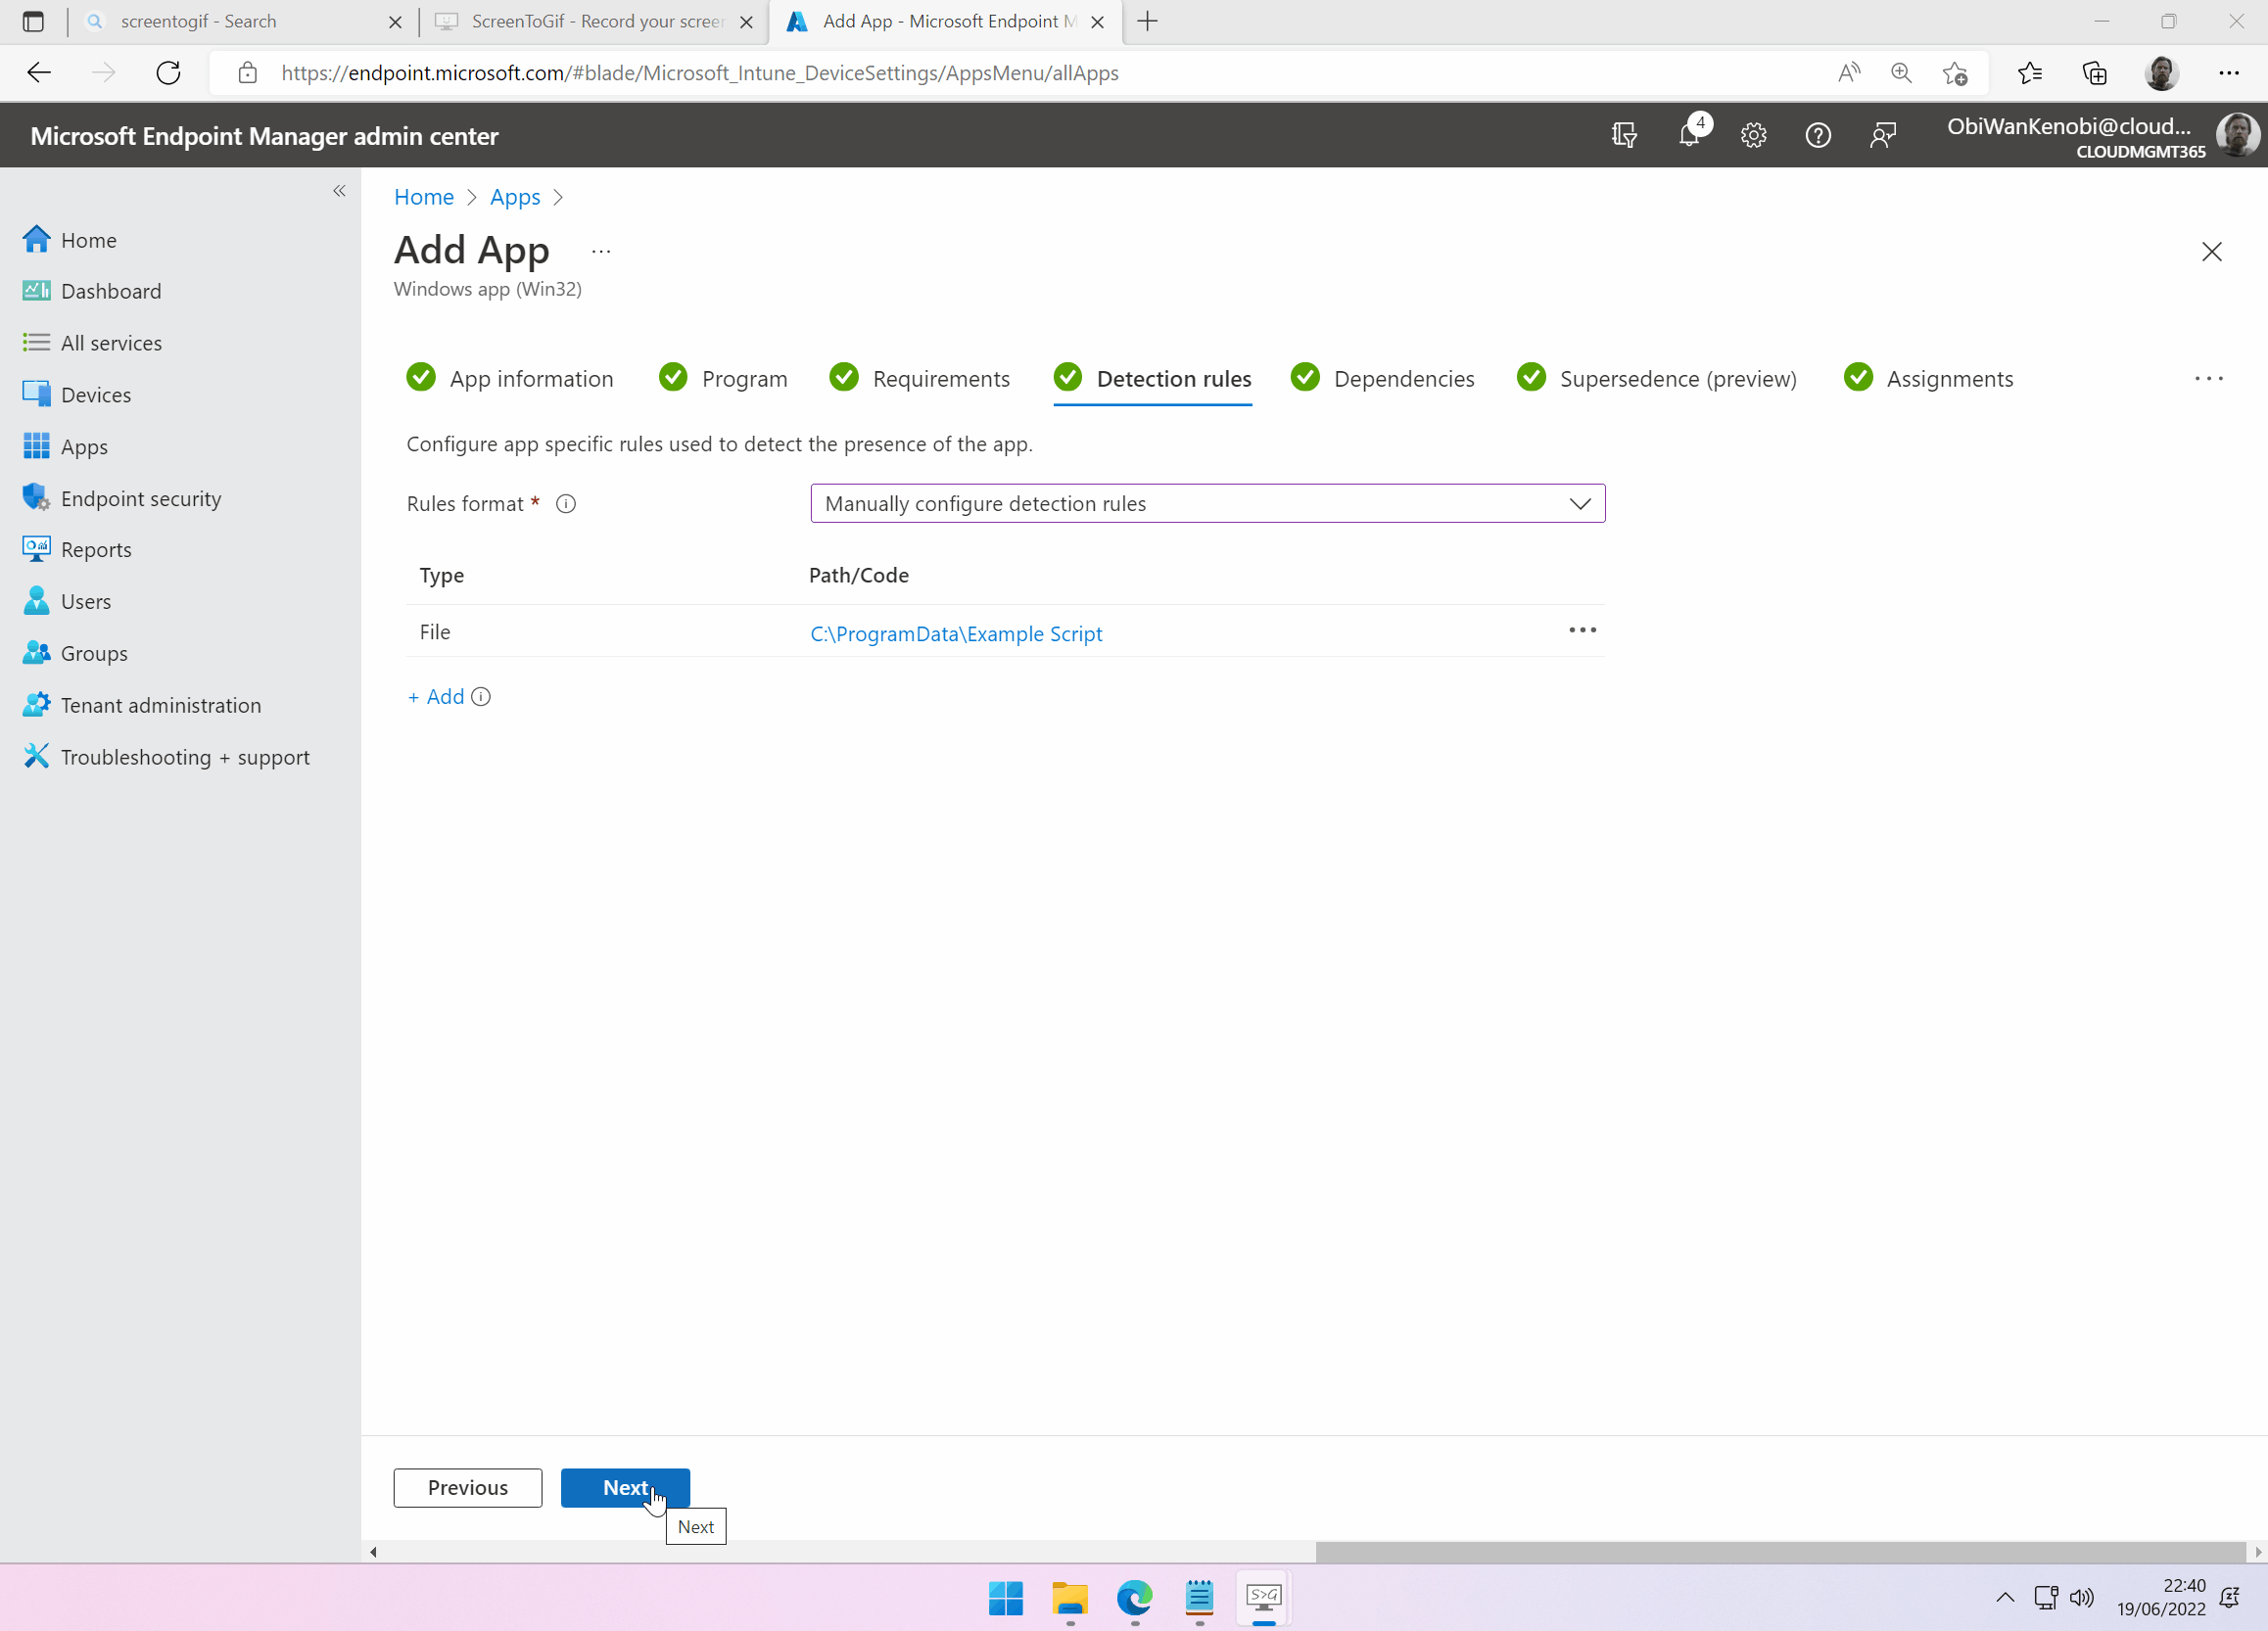 screentogif - Search
ScreenToGif - Record your screen
Add App - Microsoft Endpoint M
https://endpoint.microsoft.com/#blade/Microsoft_Intune_DeviceSettings/AppsMenu/allApps
Microsoft Endpoint Manager admin center
4
ObiWanKenobi@cloud...
CLOUDMGMT365
Home
Dashboard
All services
Devices
Apps
Endpoint security
Reports
Users
Groups
Tenant administration
Troubleshooting + support
Home > Apps >
Add App ...
Windows app (Win32)
App information
Program
Requirements
Detection rules
Dependencies
Supersedence (preview)
Assignments
...
Configure app specific rules used to detect the presence of the app.
Rules format *
Manually configure detection rules
Type
Path/Code
File
C:\ProgramData\Example Script
+ Add
Previous
Next
Next
S>G
22:40
19/06/2022